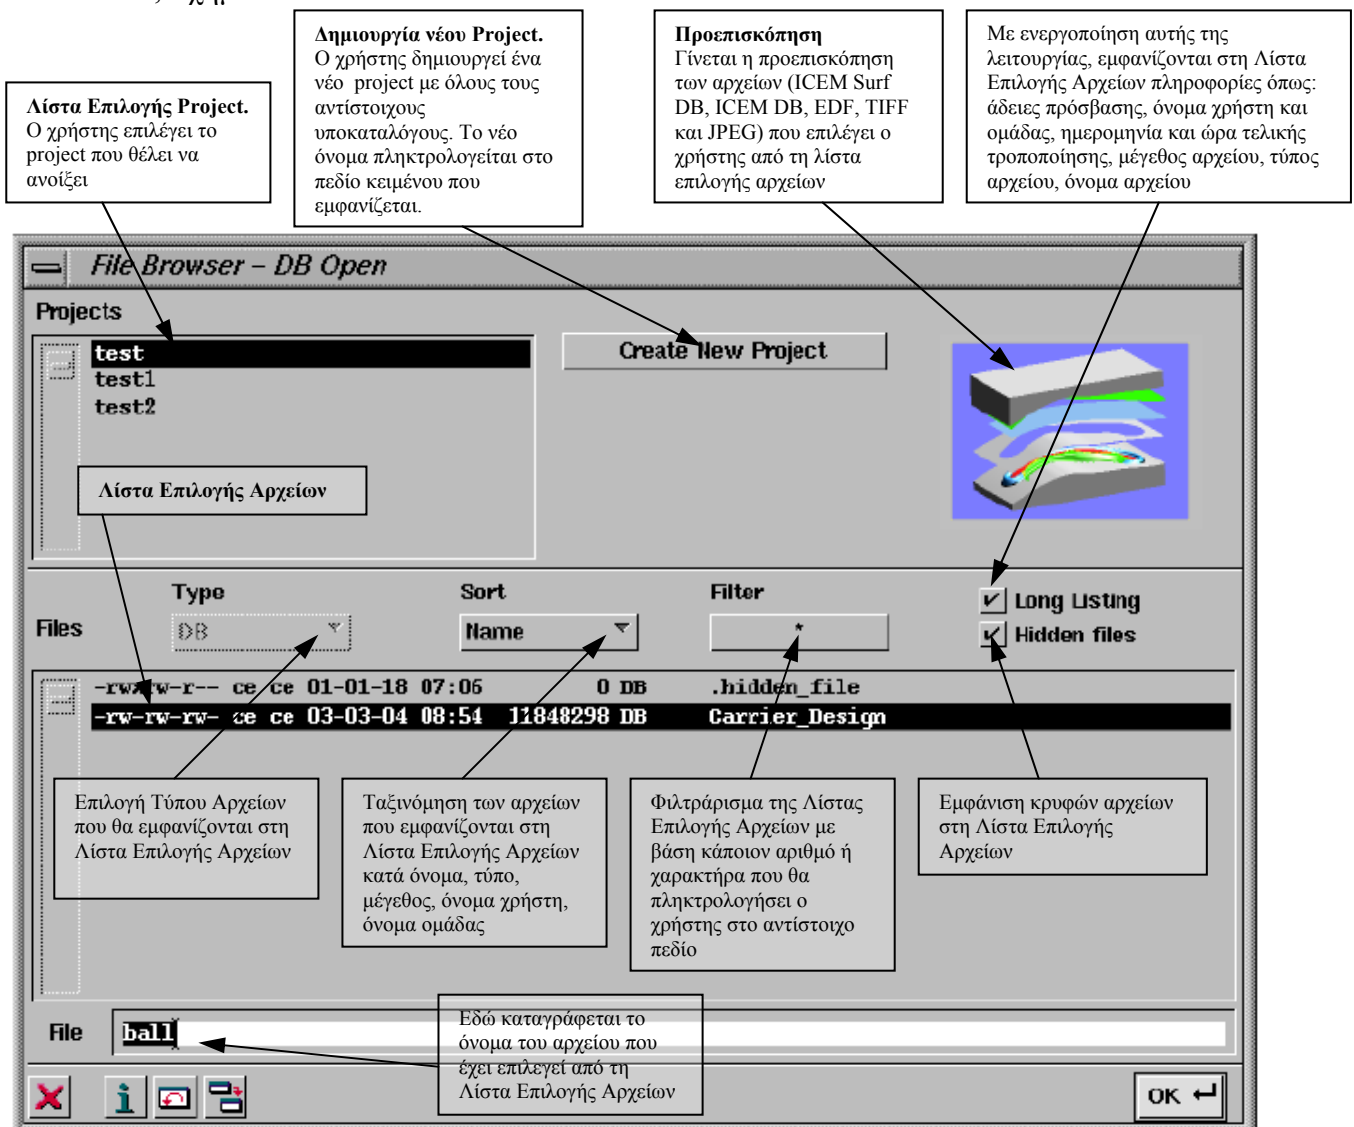 Λίστα Επιλογής Project.
Ο χρήστης επιλέγει το
project που θέλει να
ανοίξει
Δημιουργία νέου Project.
Ο χρήστης δημιουργεί ένα
νέο project με όλους τους
αντίστοιχους
υποκαταλόγους. Το νέο
όνομα πληκτρολογείται στο
πεδίο κειμένου που
εμφανίζεται.
Προεπισκόπηση
Γίνεται η προεπισκόπηση
των αρχείων (ICEM Surf
DB, ICEM DB, EDF, TIFF
και JPEG) που επιλέγει ο
χρήστης από τη λίστα
επιλογής αρχείων
Με ενεργοποίηση αυτής της
λειτουργίας, εμφανίζονται στη Λίστα
Επιλογής Αρχείων πληροφορίες όπως:
άδειες πρόσβασης, όνομα χρήστη και
ομάδας, ημερομηνία και ώρα τελικής
τροποποίησης, μέγεθος αρχείου, τύπος
αρχείου, όνομα αρχείου
File Browser – DB Open
Projects
test
test1
test2
Create New Project
Λίστα Επιλογής Αρχείων
Type
Sort
Filter
Long Listing
Files
DB
Name
*
Hidden files
-rwxrw-r-- ce ce 01-01-18 07:06 0 DB .hidden_file
-rw-rw-rw- ce ce 03-03-04 08:54 11848298 DB Carrier_Design
Επιλογή Τύπου Αρχείων
που θα εμφανίζονται στη
Λίστα Επιλογής Αρχείων
Ταξινόμηση των αρχείων
που εμφανίζονται στη
Λίστα Επιλογής Αρχείων
κατά όνομα, τύπο,
μέγεθος, όνομα χρήστη,
όνομα ομάδας
Φιλτράρισμα της Λίστας
Επιλογής Αρχείων με
βάση κάποιον αριθμό ή
χαρακτήρα που θα
πληκτρολογήσει ο
χρήστης στο αντίστοιχο
πεδίο
Εμφάνιση κρυφών αρχείων
στη Λίστα Επιλογής
Αρχείων
File
ball
Εδώ καταγράφεται το
όνομα του αρχείου που
έχει επιλεγεί από τη
Λίστα Επιλογής Αρχείων
OK